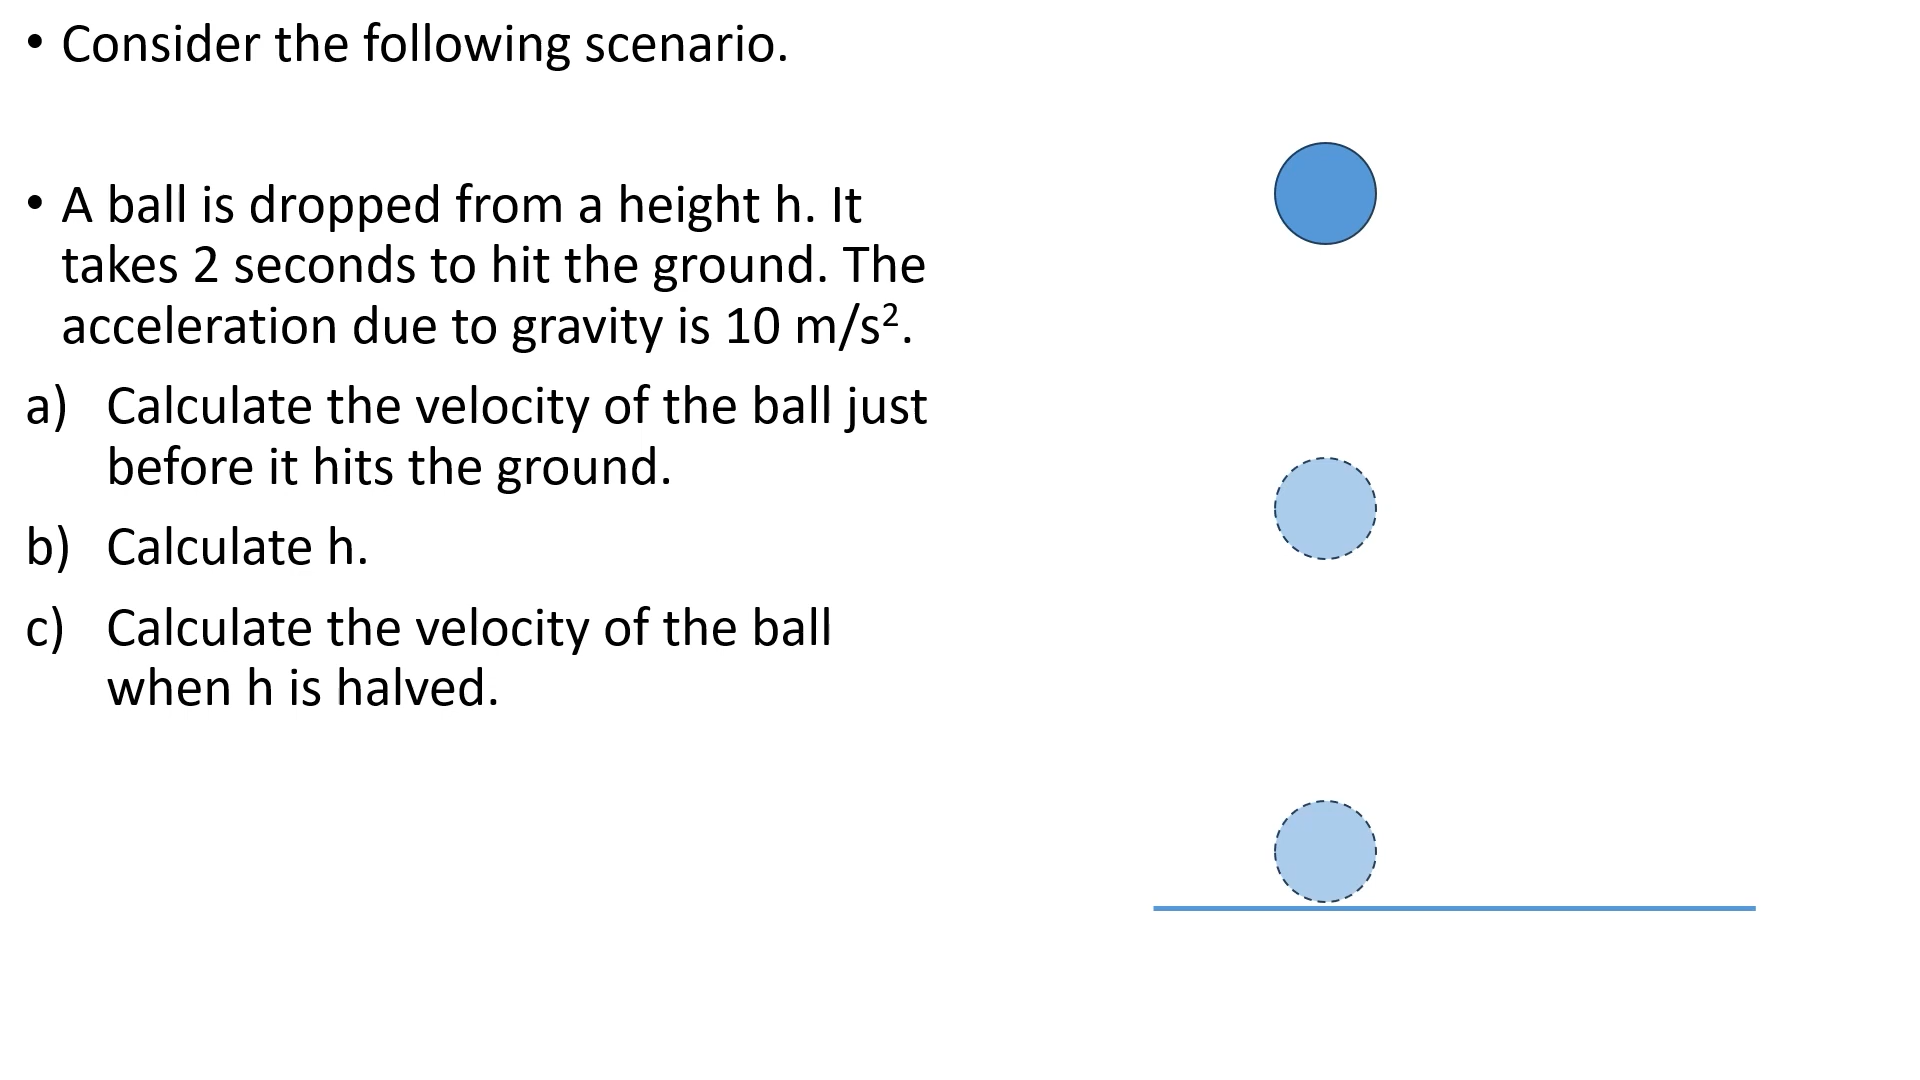 • Consider the following scenario.
• A ball is dropped from a height h. It
takes 2 seconds to hit the ground. The
acceleration due to gravity is 10 m/s².
a) Calculate the velocity of the ball just
before it hits the ground.
b) Calculate h.
c) Calculate the velocity of the ball
when h is halved.